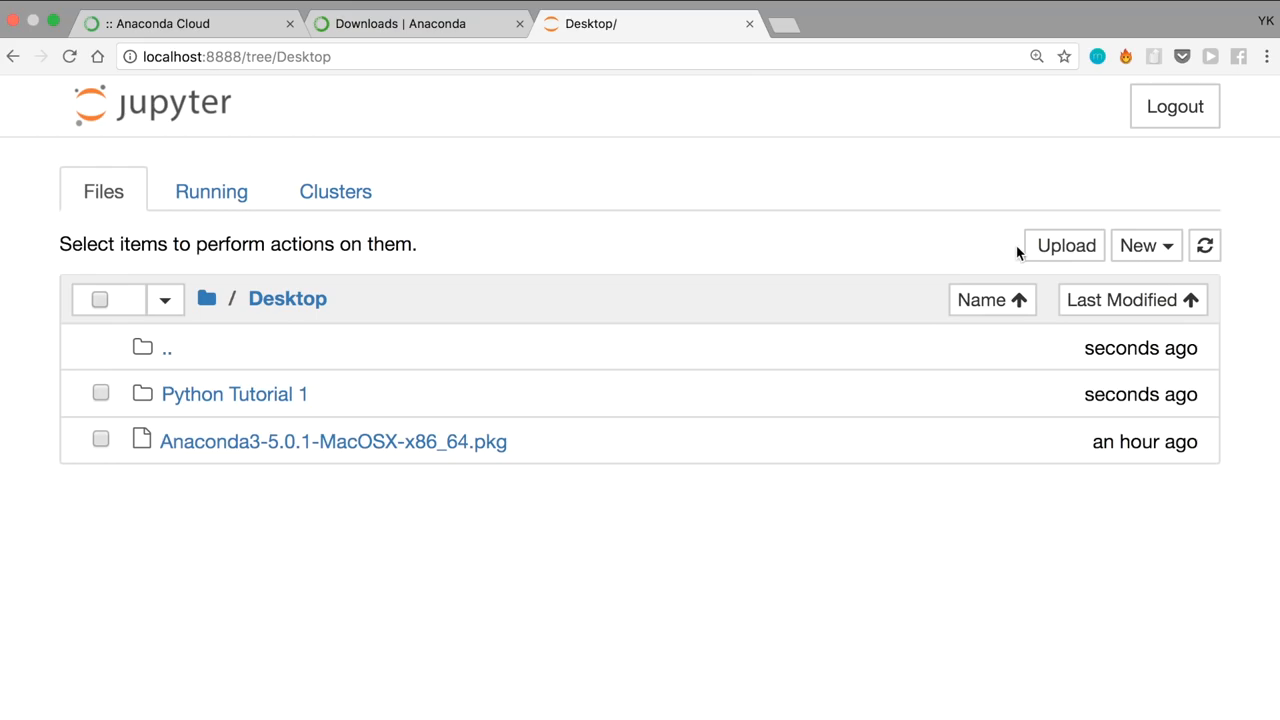 :: Anaconda Cloud
Downloads | Anaconda
Desktop/
YK
localhost:8888/tree/Desktop
jupyter
Logout
Files
Running
Clusters
Select items to perform actions on them.
Upload
New
/ Desktop
Name
Last Modified
..
seconds ago
Python Tutorial 1
seconds ago
Anaconda3-5.0.1-MacOSX-x86_64.pkg
an hour ago